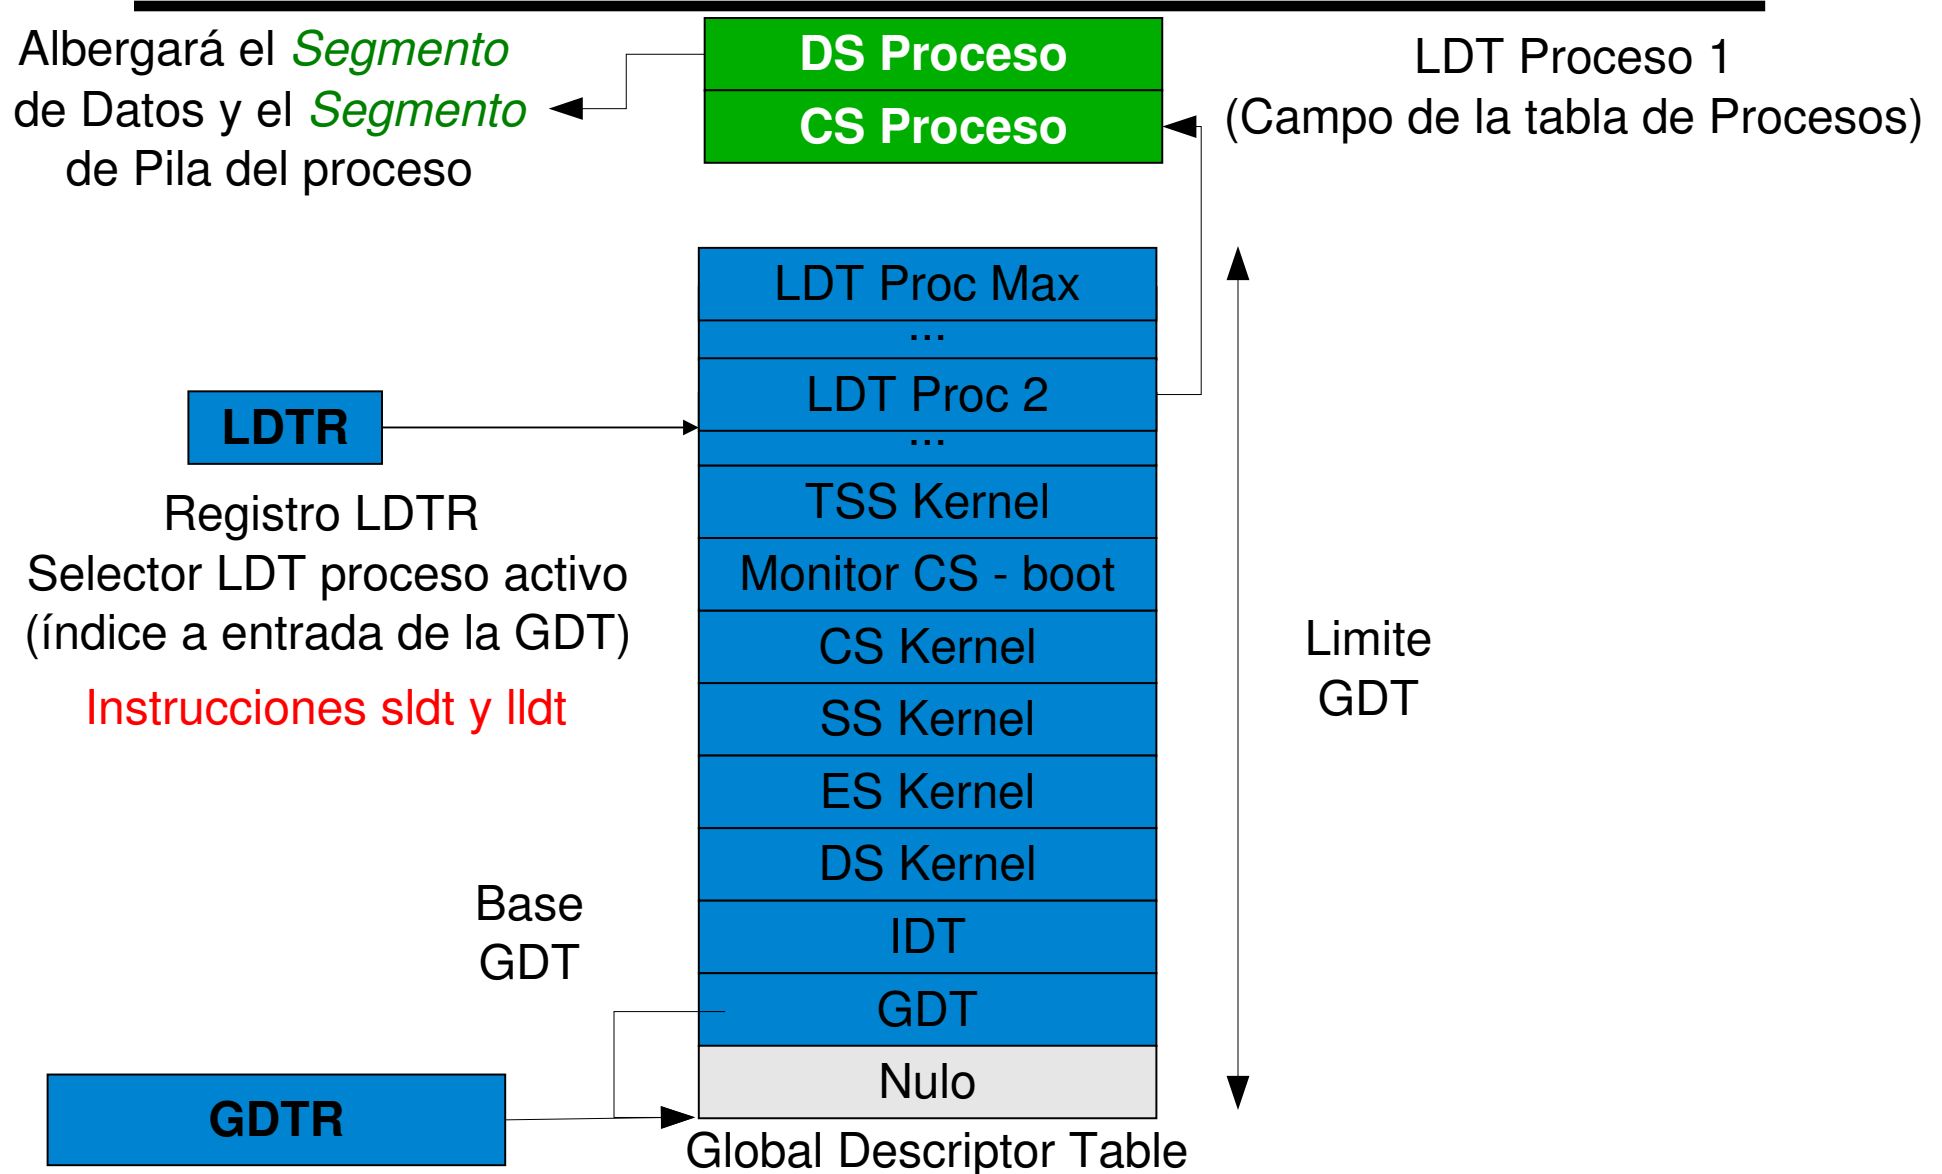 Albergará el Segmento
de Datos y el Segmento
de Pila del proceso
DS Proceso
CS Proceso
LDT Proceso 1
(Campo de la tabla de Procesos)
LDT Proc Max
...
LDT Proc 2
...
TSS Kernel
Monitor CS - boot
CS Kernel
SS Kernel
ES Kernel
DS Kernel
IDT
GDT
Nulo
Global Descriptor Table
LDTR
Registro LDTR
Selector LDT proceso activo
(índice a entrada de la GDT)
Instrucciones sldt y lldt
Base
GDT
GDTR
Limite
GDT